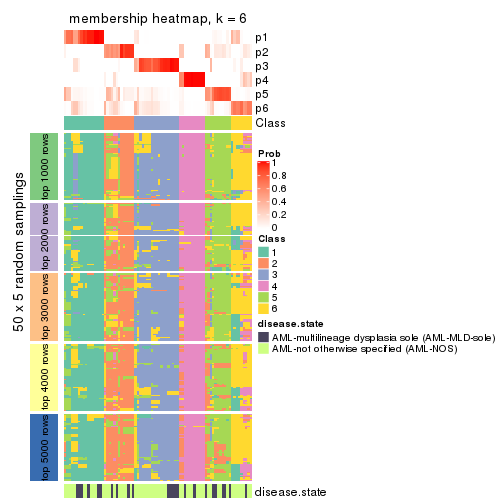 membership heatmap, k = 6
p1
p2
p3
p4
p5
p6
Class
50 x 5 random samplings
top 1000 rows
top 2000 rows
top 3000 rows
top 4000 rows
top 5000 rows
Prob
1
0.8
0.6
0.4
0.2
0
Class
1
2
3
4
5
6
disease.state
AML-multilineage dysplasia sole (AML-MLD-sole)
AML-not otherwise specified (AML-NOS)
disease.state